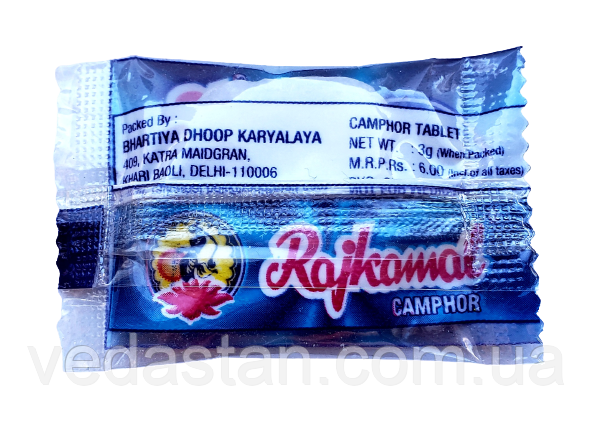 Packed By :
BHARTIYA DHOOP KARYALAYA
409, KATRA MAIDGRAN,
KHARI BAOLI, DELHI-110006
CAMPHOR TABLET
NET WT. : 3g (When Packed)
M.R.P.Rs. : 6.00 (Incl of all taxes)
Rajkamal
CAMPHOR
vedastan.com.ua